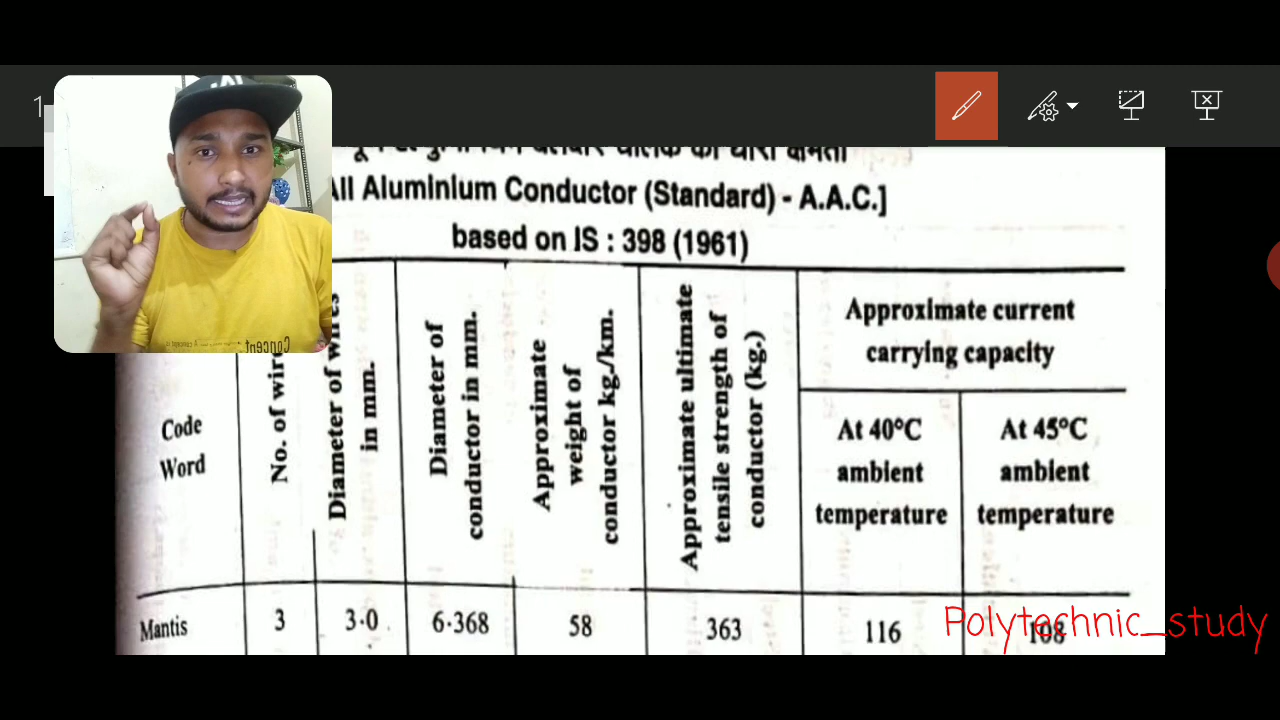 1
की धारा क्षमता
All Aluminium Conductor (Standard) - A.A.C.]
based on IS : 398 (1961)
Code
Word
No. of wire
Diameter of wires
in mm.
Diameter of
conductor in mm.
Approximate
weight of
conductor kg./km.
Approximate ultimate
tensile strength of
conductor (kg.)
Approximate current
carrying capacity
At 40°C
ambient
temperature
At 45°C
ambient
temperature
Mantis 3 3·0 6·368 58 363 116 108
Polytechnic_study
Concept